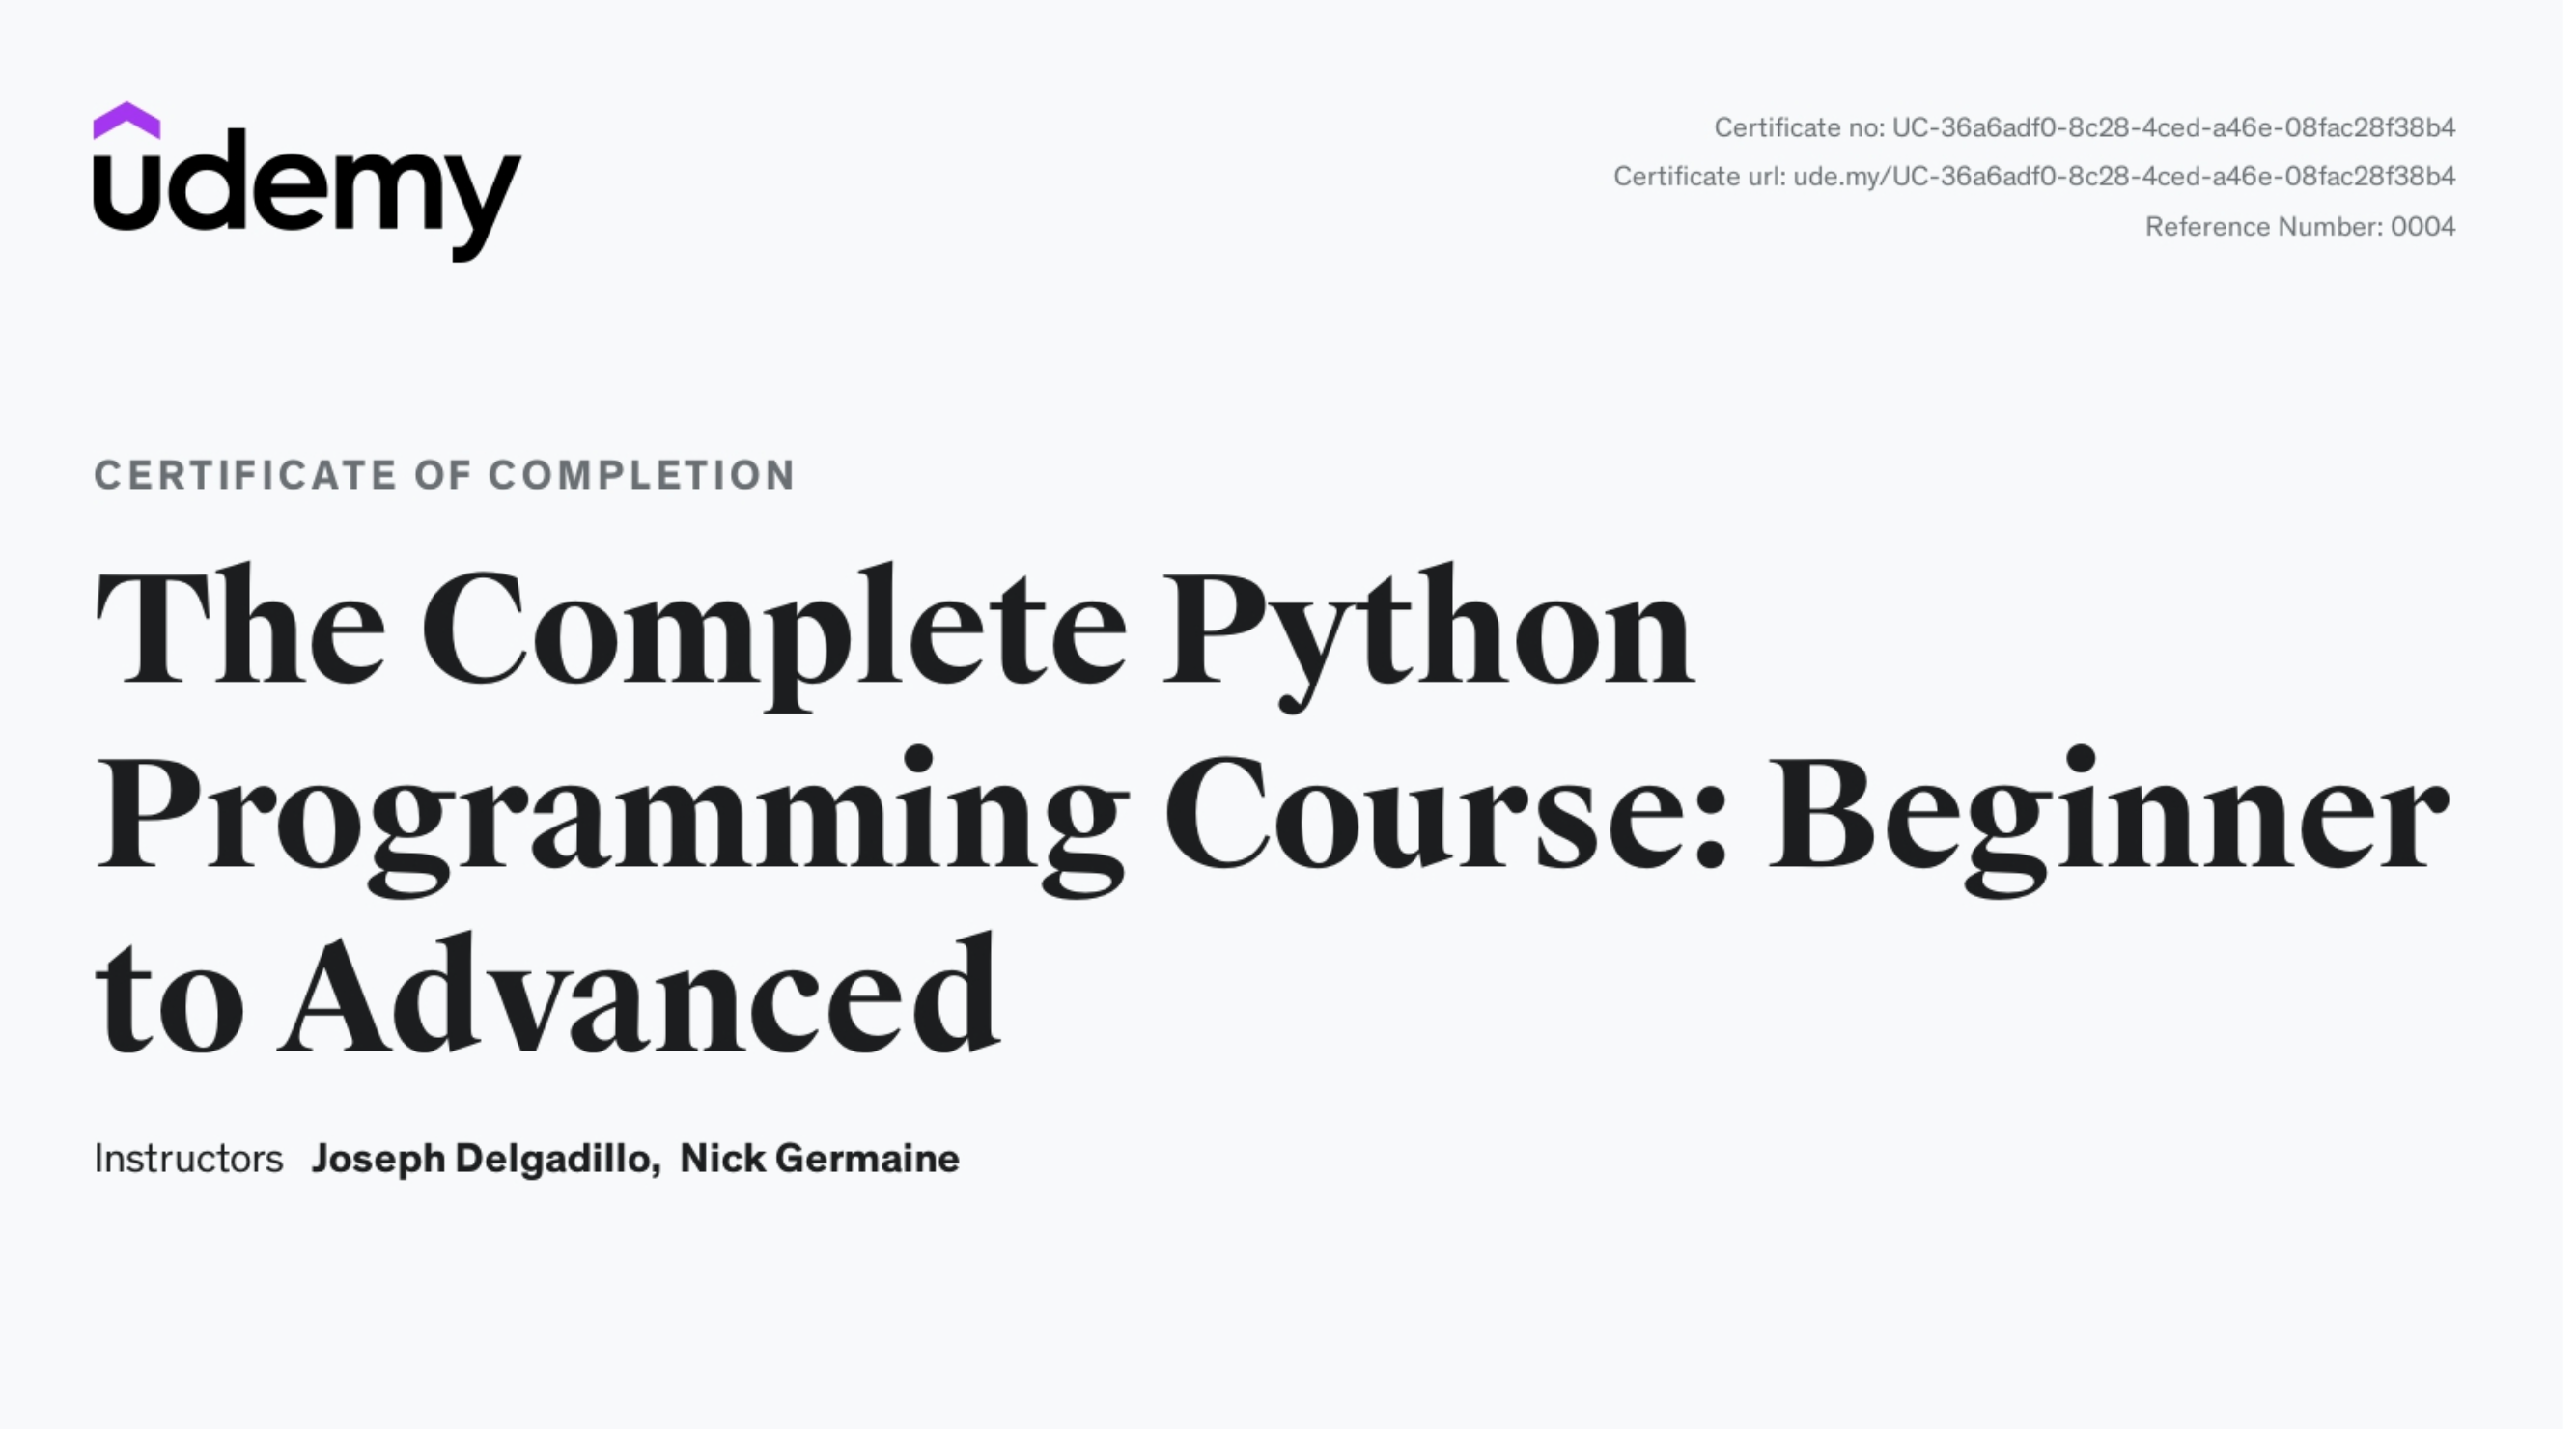 udemy
Certificate no: UC-36a6adf0-8c28-4ced-a46e-08fac28f38b4
Certificate url: ude.my/UC-36a6adf0-8c28-4ced-a46e-08fac28f38b4
Reference Number: 0004
CERTIFICATE OF COMPLETION
The Complete Python
Programming Course: Beginner
to Advanced
Instructors Joseph Delgadillo, Nick Germaine